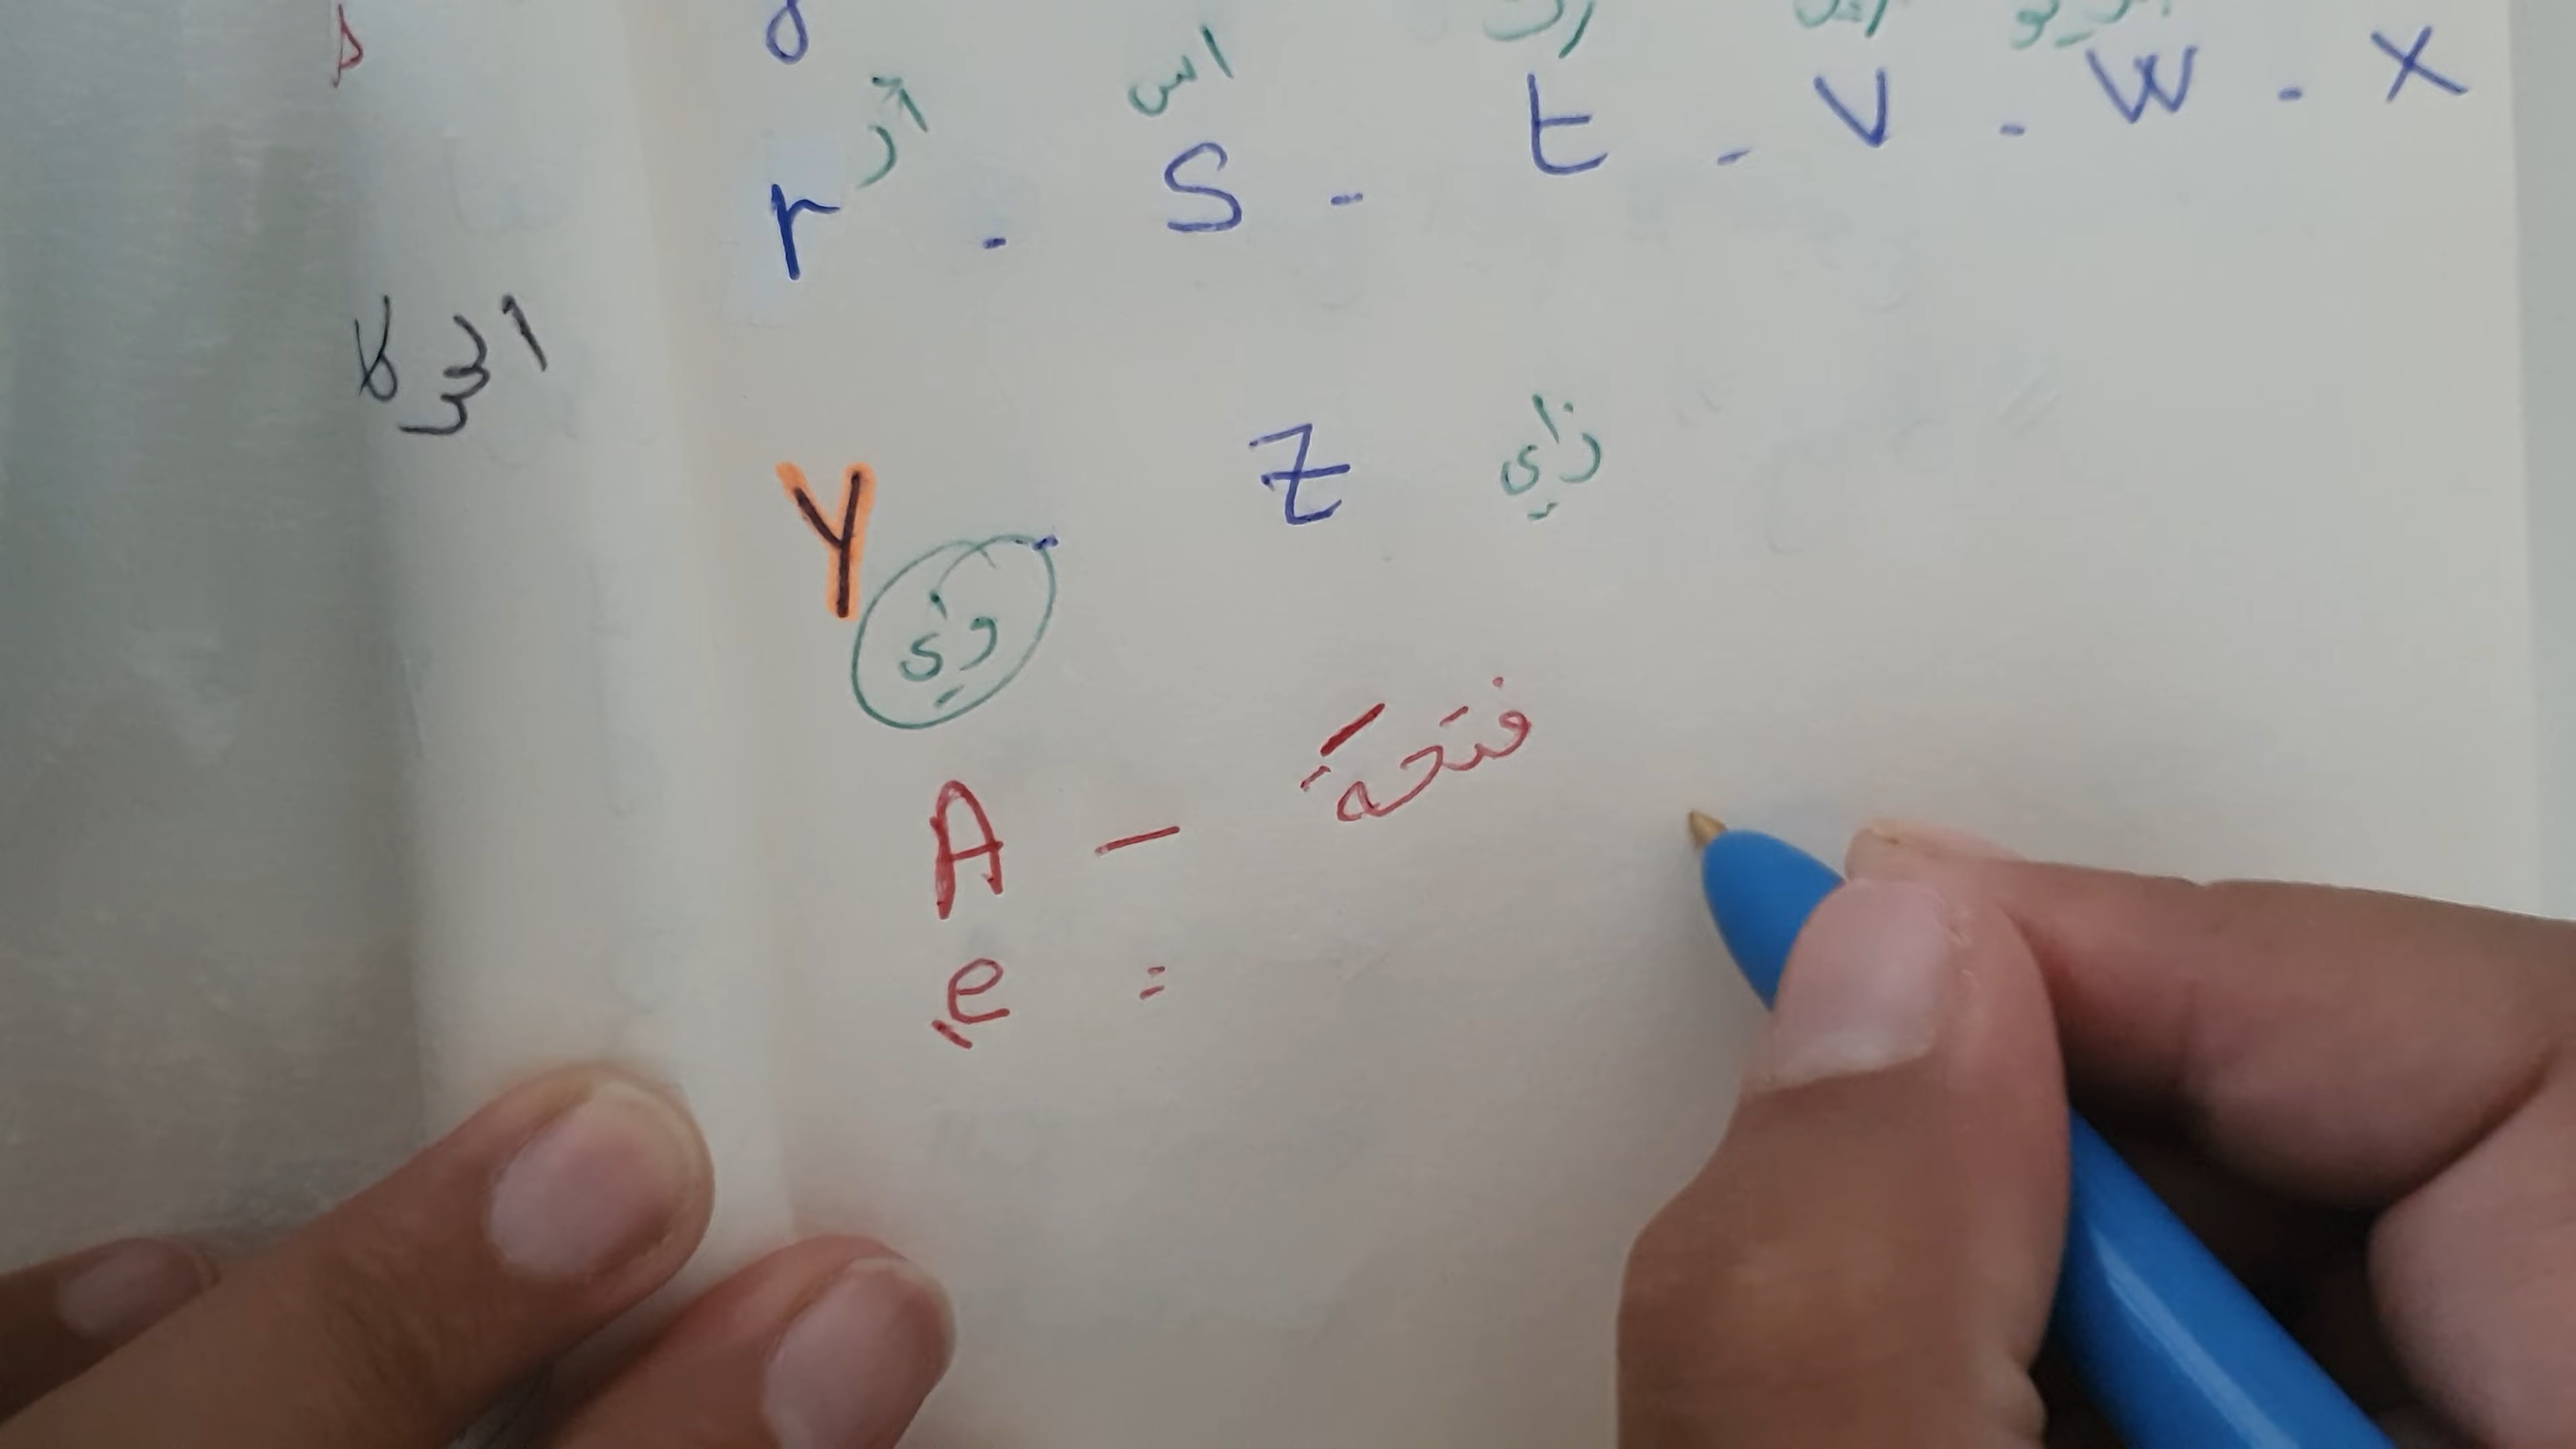 آر اس
r - S - t - V - W - X
Y Z زاي
واي
A - فتحة
e =